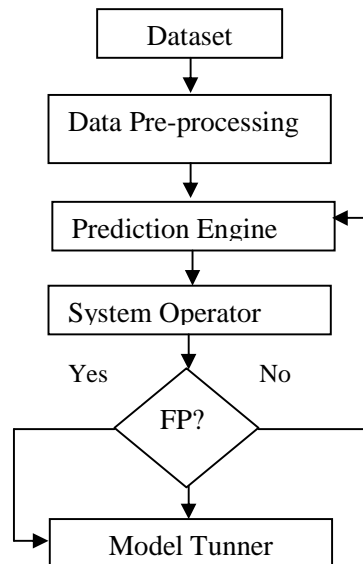 Dataset
Data Pre-processing
Prediction Engine
System Operator
Yes
No
FP?
Model Tunner